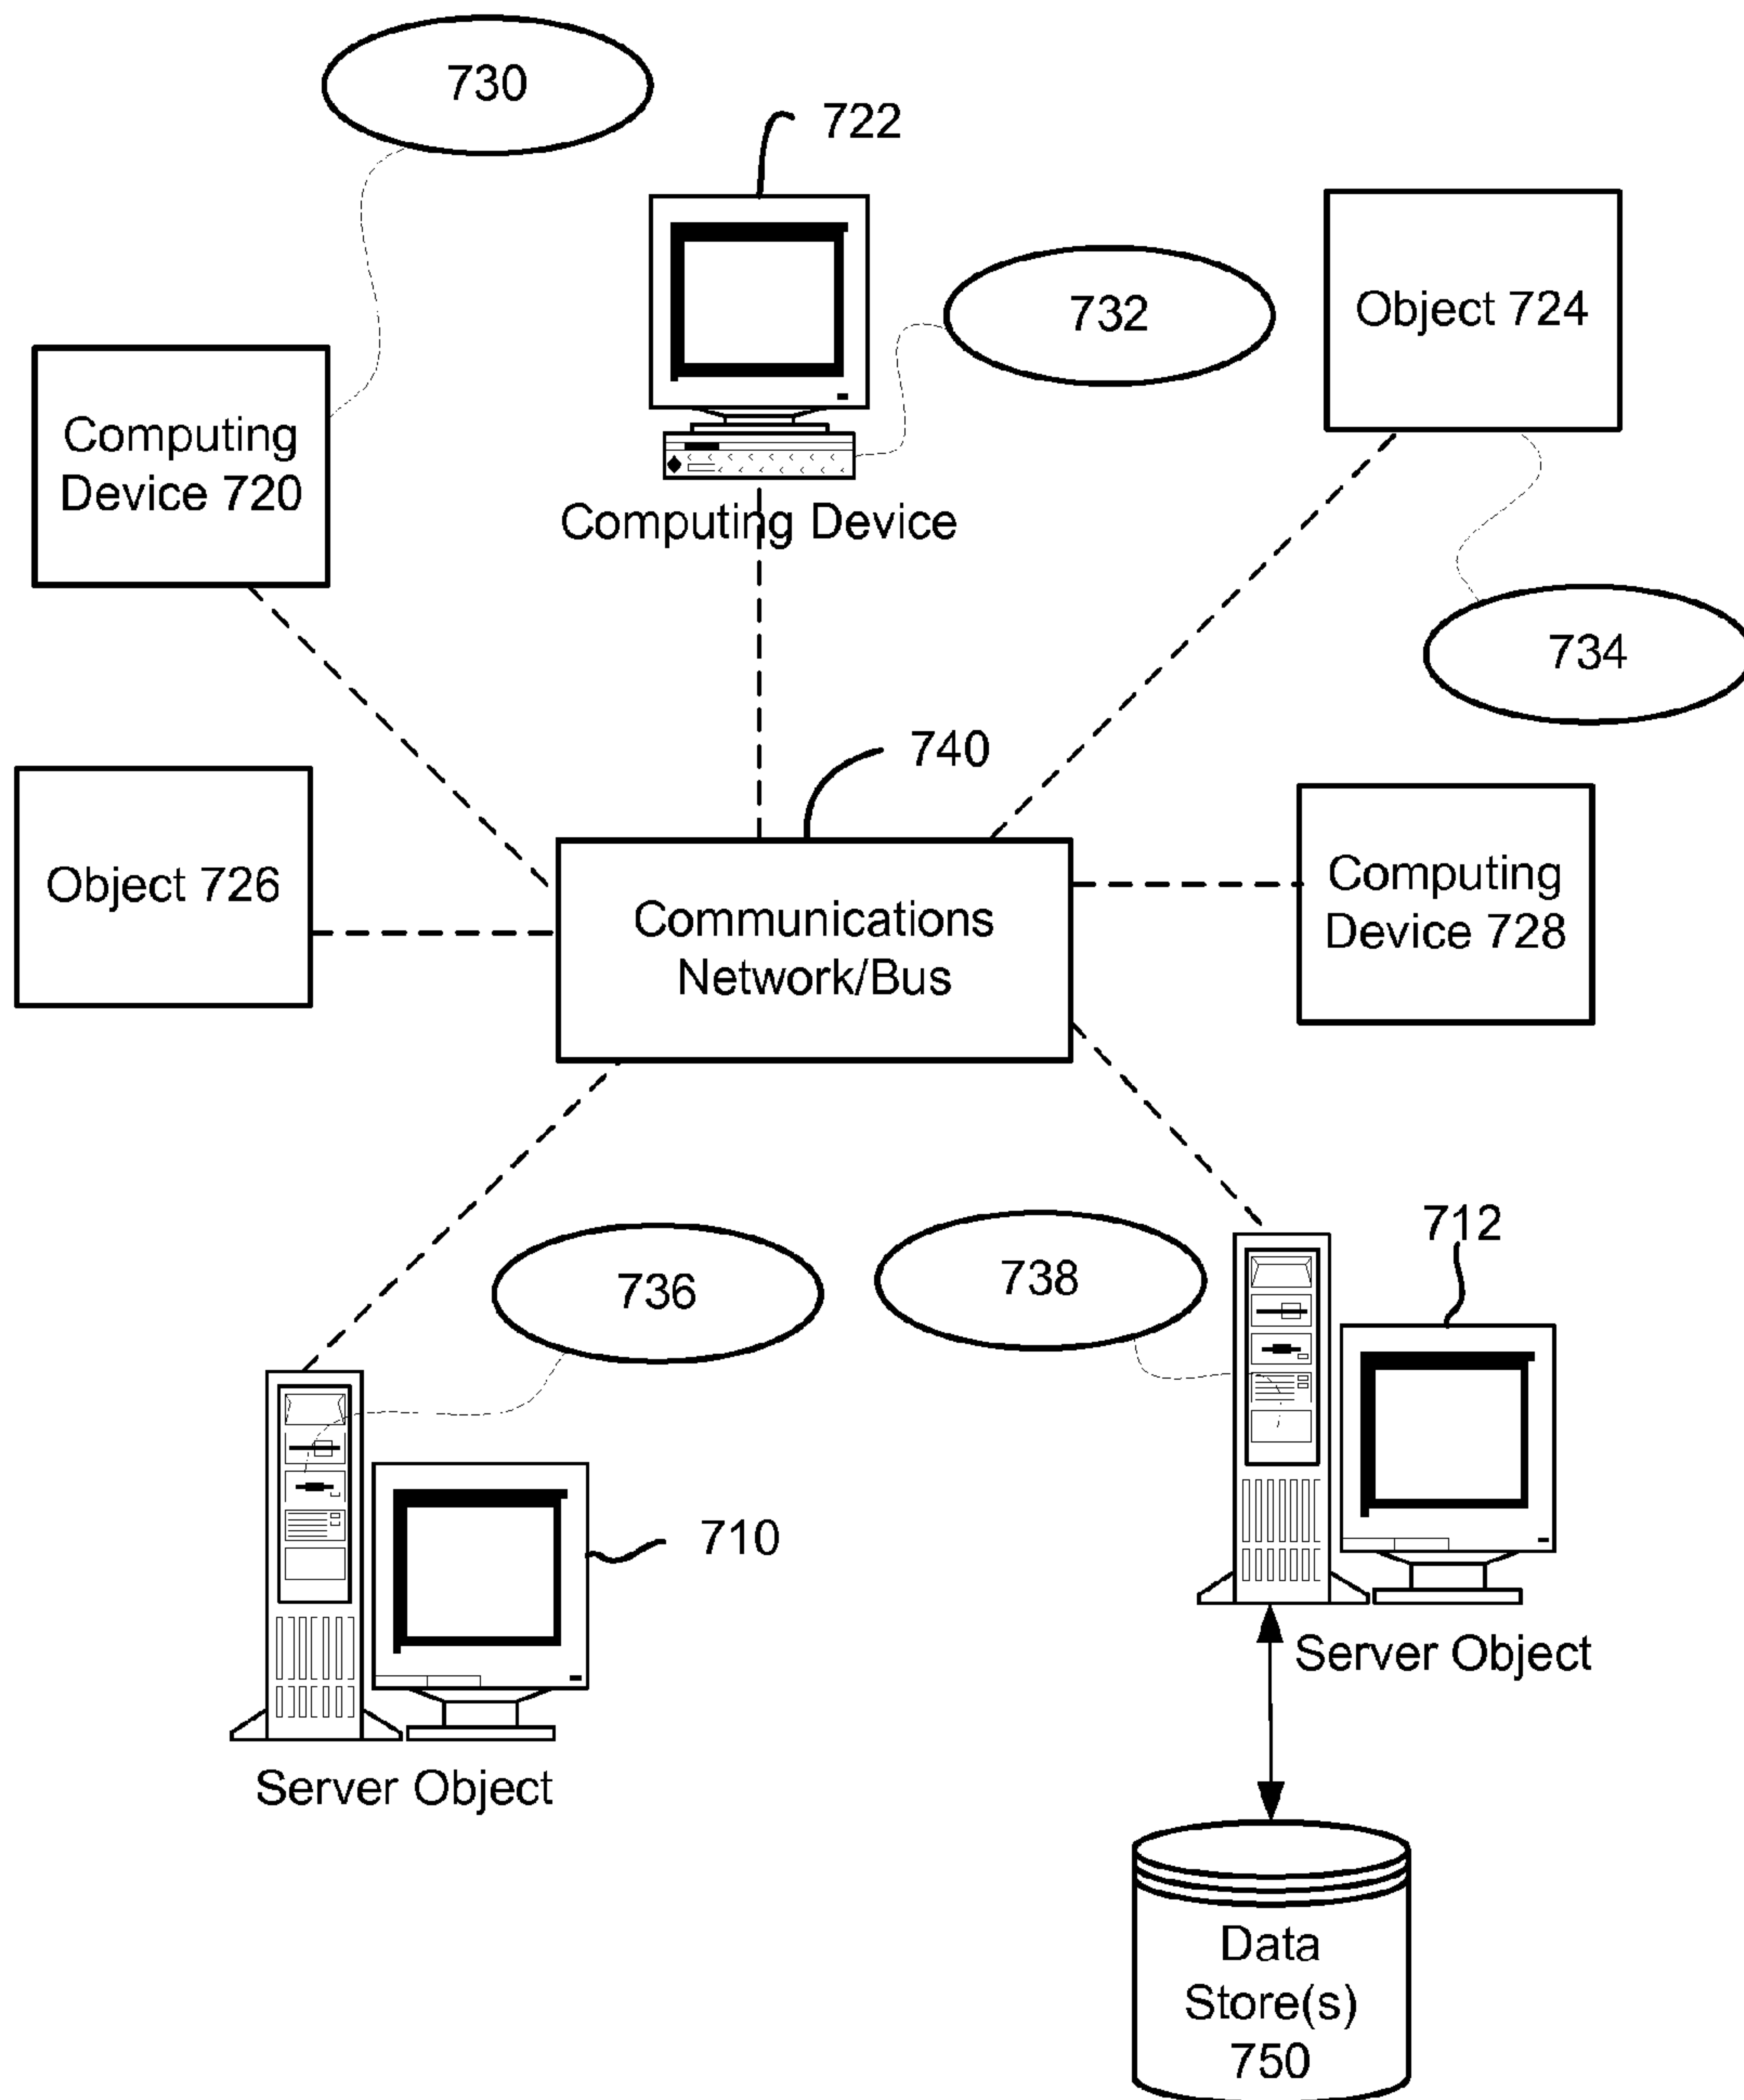 730
722
732
Object 724
Computing
Device 720
Computing Device
734
740
Object 726
Computing
Device 728
Communications
Network/Bus
736
738
712
710
Server Object
Server Object
Data
Store(s)
750